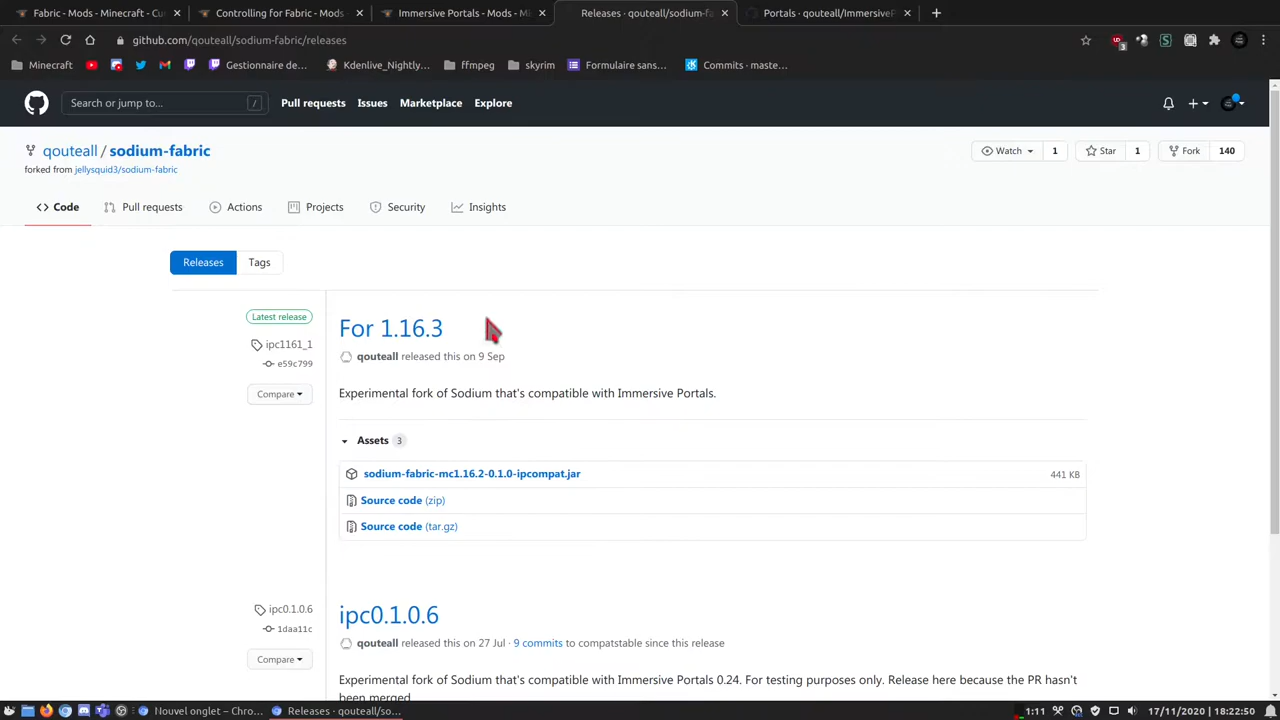 Fabric - Mods - Minecraft - Cu
Controlling for Fabric - Mods
Immersive Portals - Mods - Mi
Releases · qouteall/sodium-fa
Portals - qouteall/ImmersiveP
github.com/qouteall/sodium-fabric/releases
3
Minecraft
Gestionnaire de...
Kdenlive_Nightly...
ffmpeg
skyrim
Formulaire sans...
Commits · maste...
Search or jump to...
/
Pull requests
Issues
Marketplace
Explore
qouteall / sodium-fabric
Watch
1
Star
1
Fork
140
forked from jellysquid3/sodium-fabric
Code
Pull requests
Actions
Projects
Security
Insights
Releases
Tags
Latest release
ipc1161_1
e59c799
Compare
For 1.16.3
qouteall released this on 9 Sep
Experimental fork of Sodium that's compatible with Immersive Portals.
Assets 3
sodium-fabric-mc1.16.2-0.1.0-ipcompat.jar
441 KB
Source code (zip)
Source code (tar.gz)
ipc0.1.0.6
1daa11c
Compare
ipc0.1.0.6
qouteall released this on 27 Jul · 9 commits to compatstable since this release
Experimental fork of Sodium that's compatible with Immersive Portals 0.24. For testing purposes only. Release here because the PR hasn't
been merged
Nouvel onglet – Chro...
Releases · qouteall/so...
1:11
17/11/2020
18:22:50